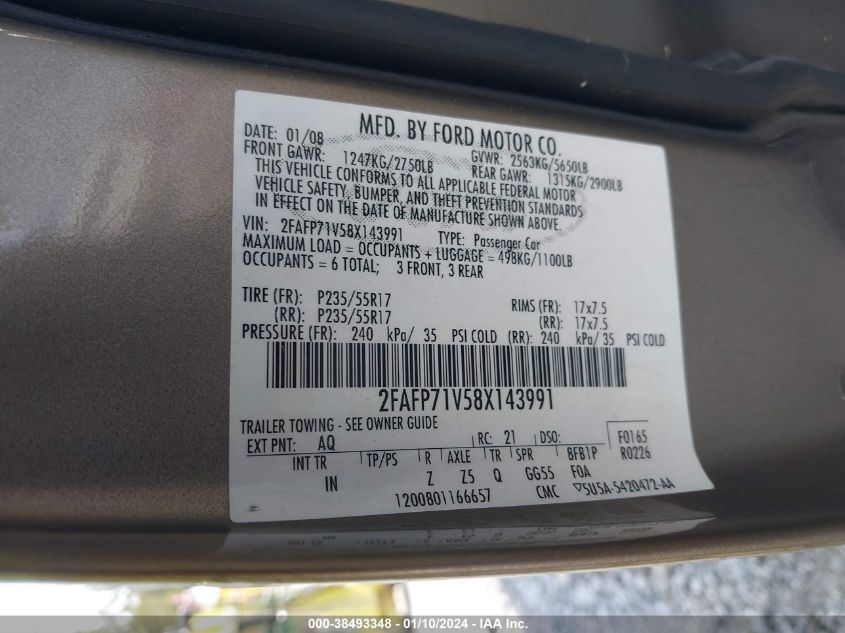 MFD. BY FORD MOTOR CO.
DATE: 01/08 GVWR: 2563KG/5650LB
FRONT GAWR: 1247KG/2750LB REAR GAWR: 1315KG/2900LB
THIS VEHICLE CONFORMS TO ALL APPLICABLE FEDERAL MOTOR
VEHICLE SAFETY, BUMPER, AND THEFT PREVENTION STANDARDS
IN EFFECT ON THE DATE OF MANUFACTURE SHOWN ABOVE.
VIN: 2FAFP71V58X143991 TYPE: Passenger Car
MAXIMUM LOAD = OCCUPANTS + LUGGAGE = 498KG/1100LB
OCCUPANTS = 6 TOTAL; 3 FRONT, 3 REAR
TIRE (FR): P235/55R17 RIMS (FR): 17x7.5
(RR): P235/55R17 (RR): 17x7.5
PRESSURE (FR): 240 kPa/ 35 PSI COLD (RR): 240 kPa/ 35 PSI COLD
2FAFP71V58X143991
TRAILER TOWING - SEE OWNER GUIDE
EXT PNT: AQ RC: 21 DSO: F0165
INT TR TP/PS R AXLE TR SPR 8FB1P R0226
IN Z Z5 Q GG55 F0A
1200801166657 CMC 5U5A-5420472-AA
000-38493348 - 01/10/2024 - IAA Inc.